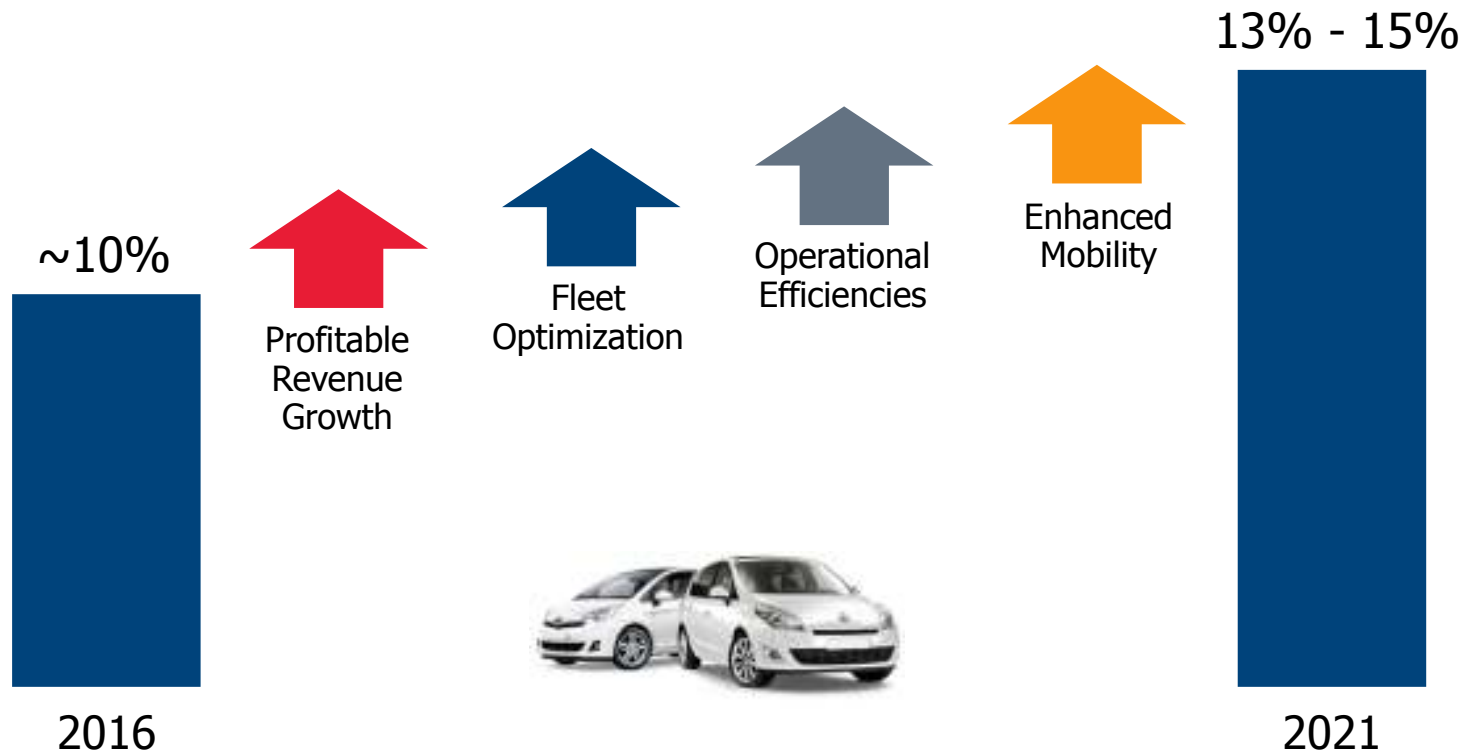 13% - 15%
~10%
Profitable
Revenue
Growth
Fleet
Optimization
Operational
Efficiencies
Enhanced
Mobility
2016
2021